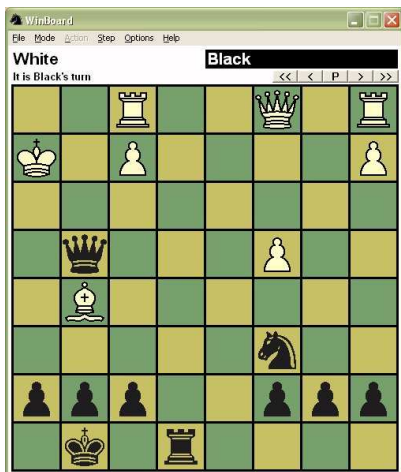 WinBoard
File Mode Action Step Options Help
White Black
It is Black's turn << < P > >>